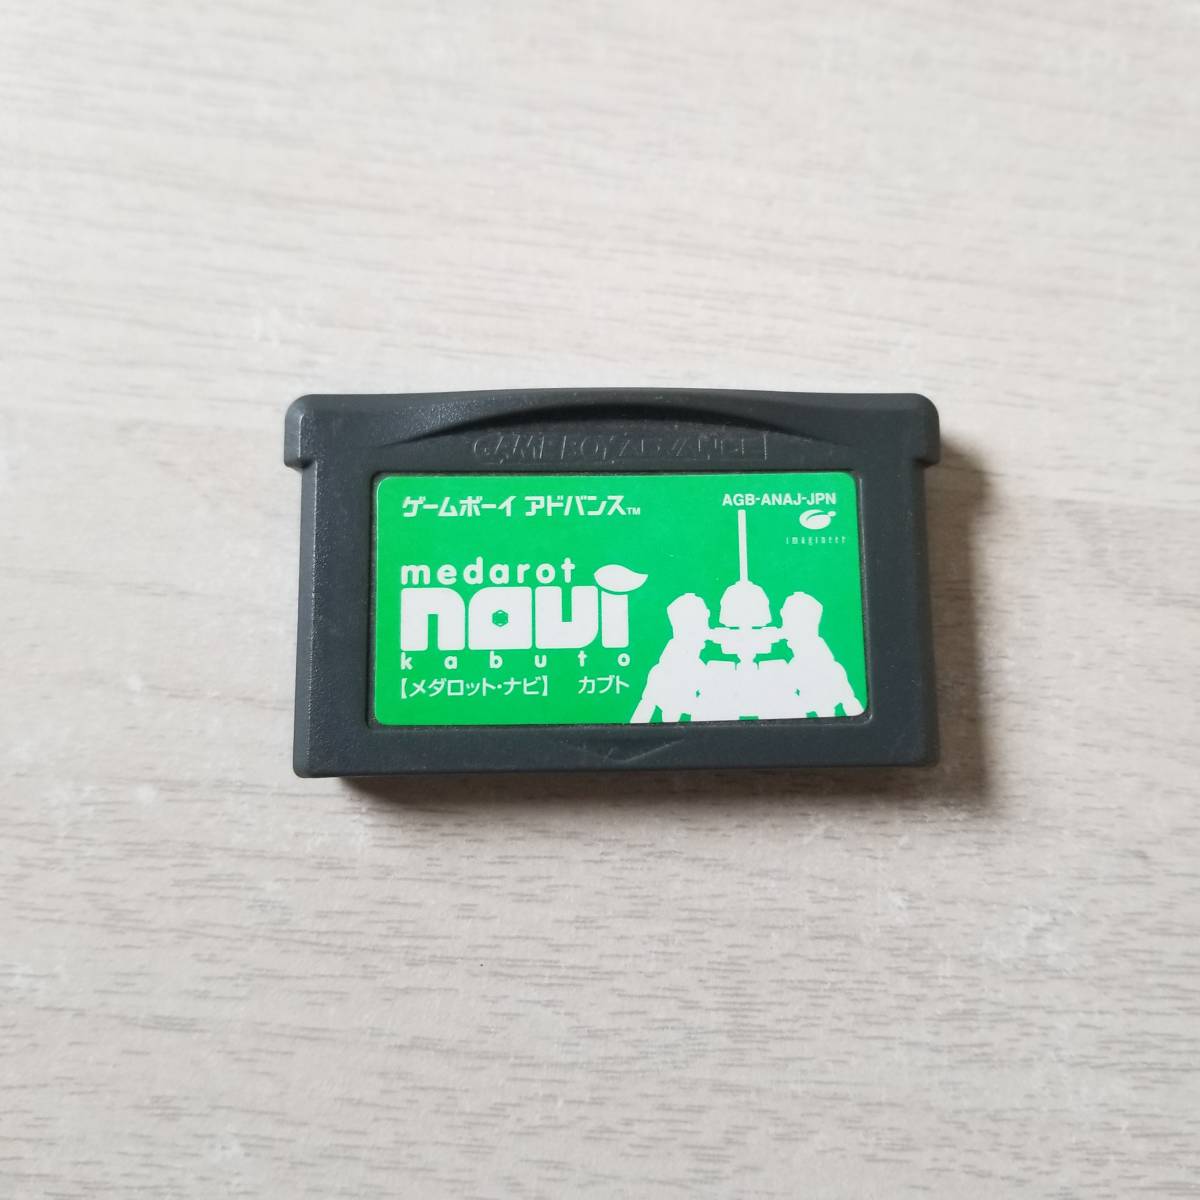 GAME BOY ADVANCE
ゲームボーイ アドバンス™
AGB-ANAJ-JPN
imagineer
medarot
navi
kabuto
【メダロット・ナビ】 カブト